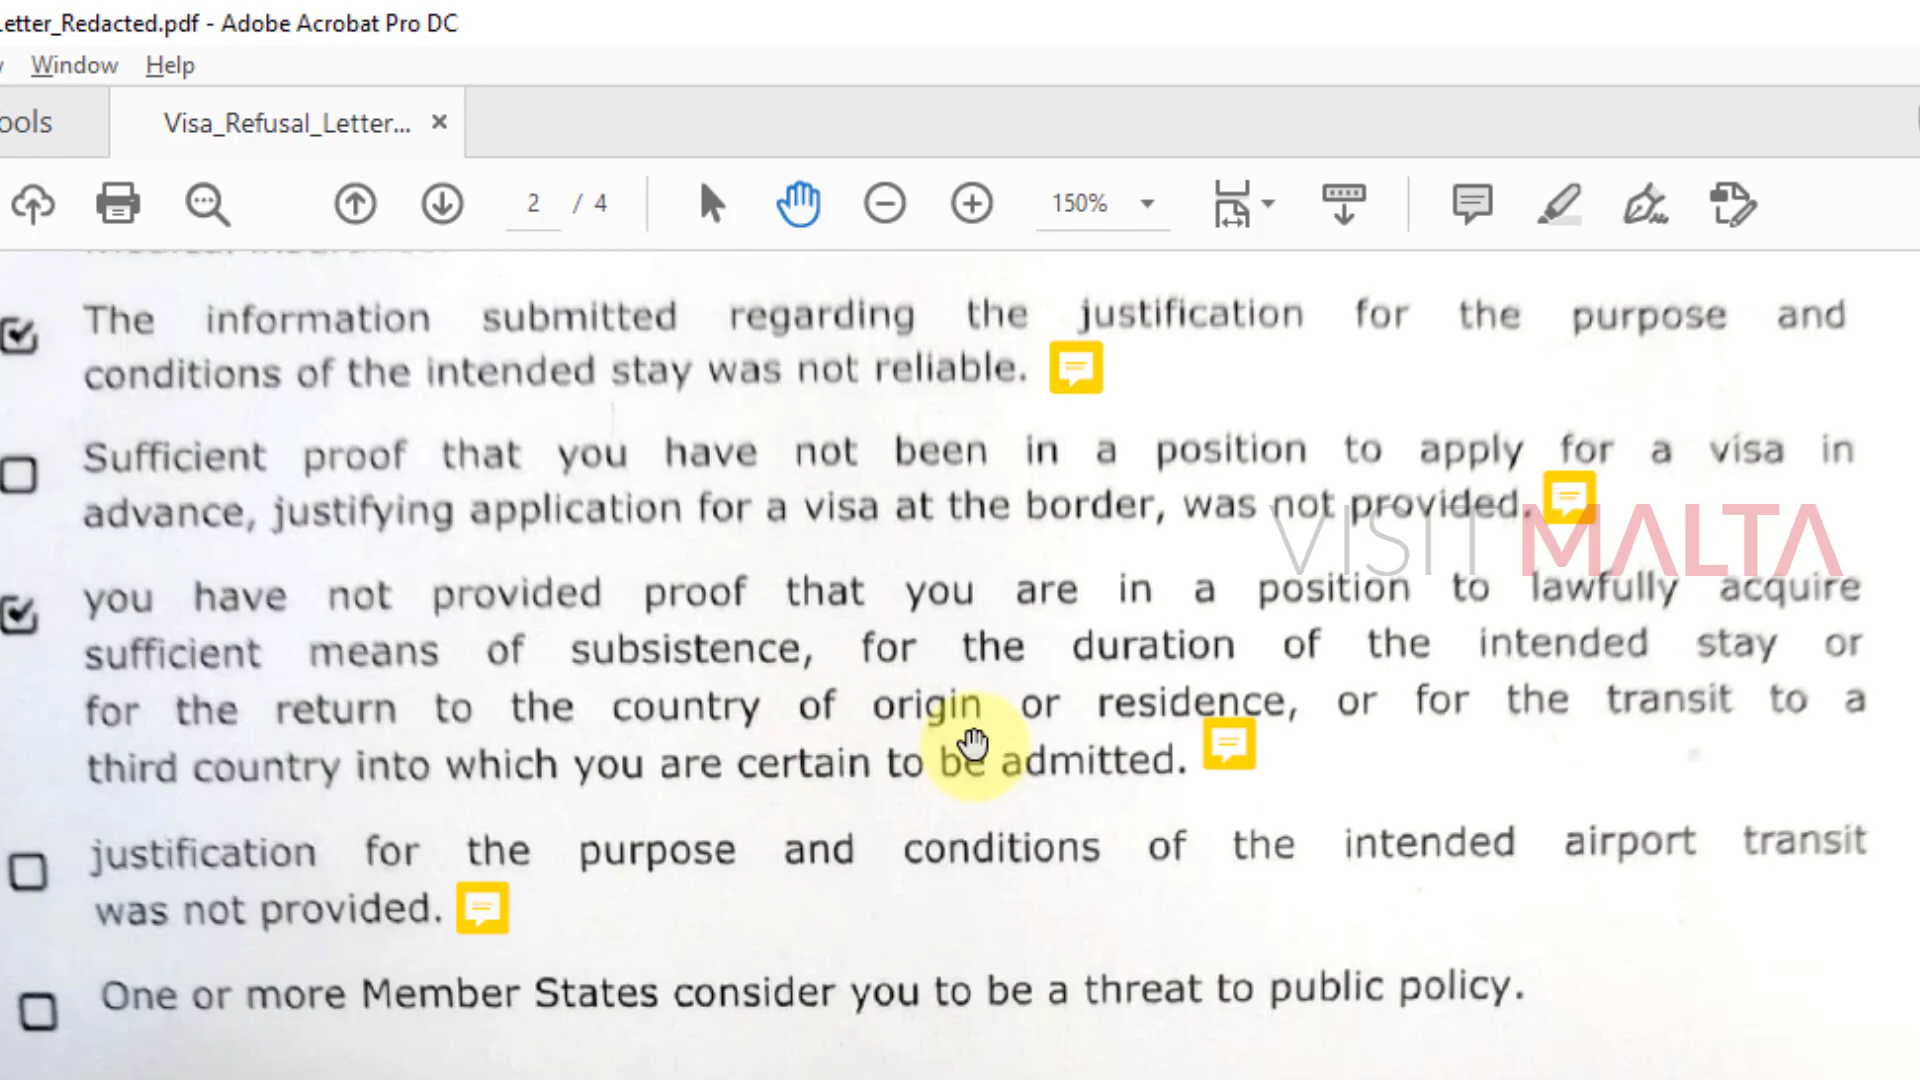 etter_Redacted.pdf - Adobe Acrobat Pro DC
Window Help
ools Visa_Refusal_Letter... ×
2 / 4 150%
The information submitted regarding the justification for the purpose and
conditions of the intended stay was not reliable.
Sufficient proof that you have not been in a position to apply for a visa in
advance, justifying application for a visa at the border, was not provided.
VISITMALTA
you have not provided proof that you are in a position to lawfully acquire
sufficient means of subsistence, for the duration of the intended stay or
for the return to the country of origin or residence, or for the transit to a
third country into which you are certain to be admitted.
justification for the purpose and conditions of the intended airport transit
was not provided.
One or more Member States consider you to be a threat to public policy.